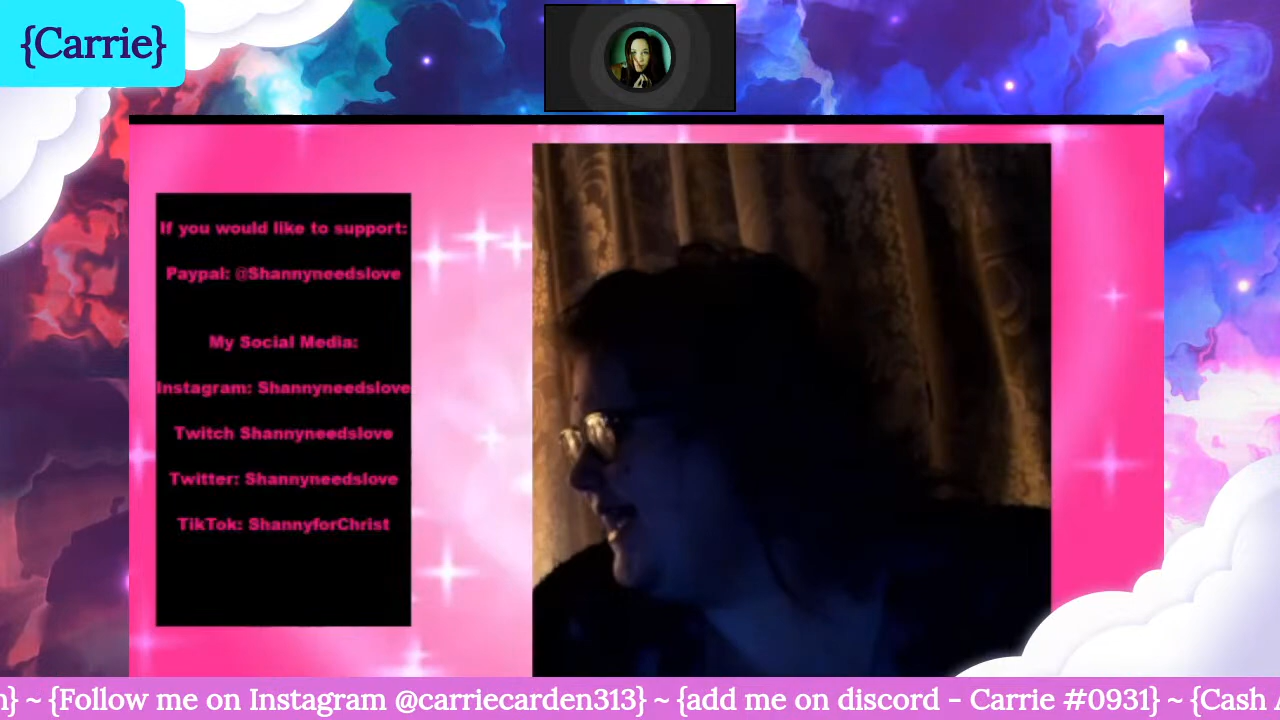 {Carrie}
If you would like to support:
Paypal: @Shannyneedslove
My Social Media:
Instagram: Shannyneedslove
Twitch Shannyneedslove
Twitter: Shannyneedslove
TikTok: ShannyforChrist
} ~ {Follow me on Instagram @carriecarden313} ~ {add me on discord - Carrie #0931} ~ {Cash